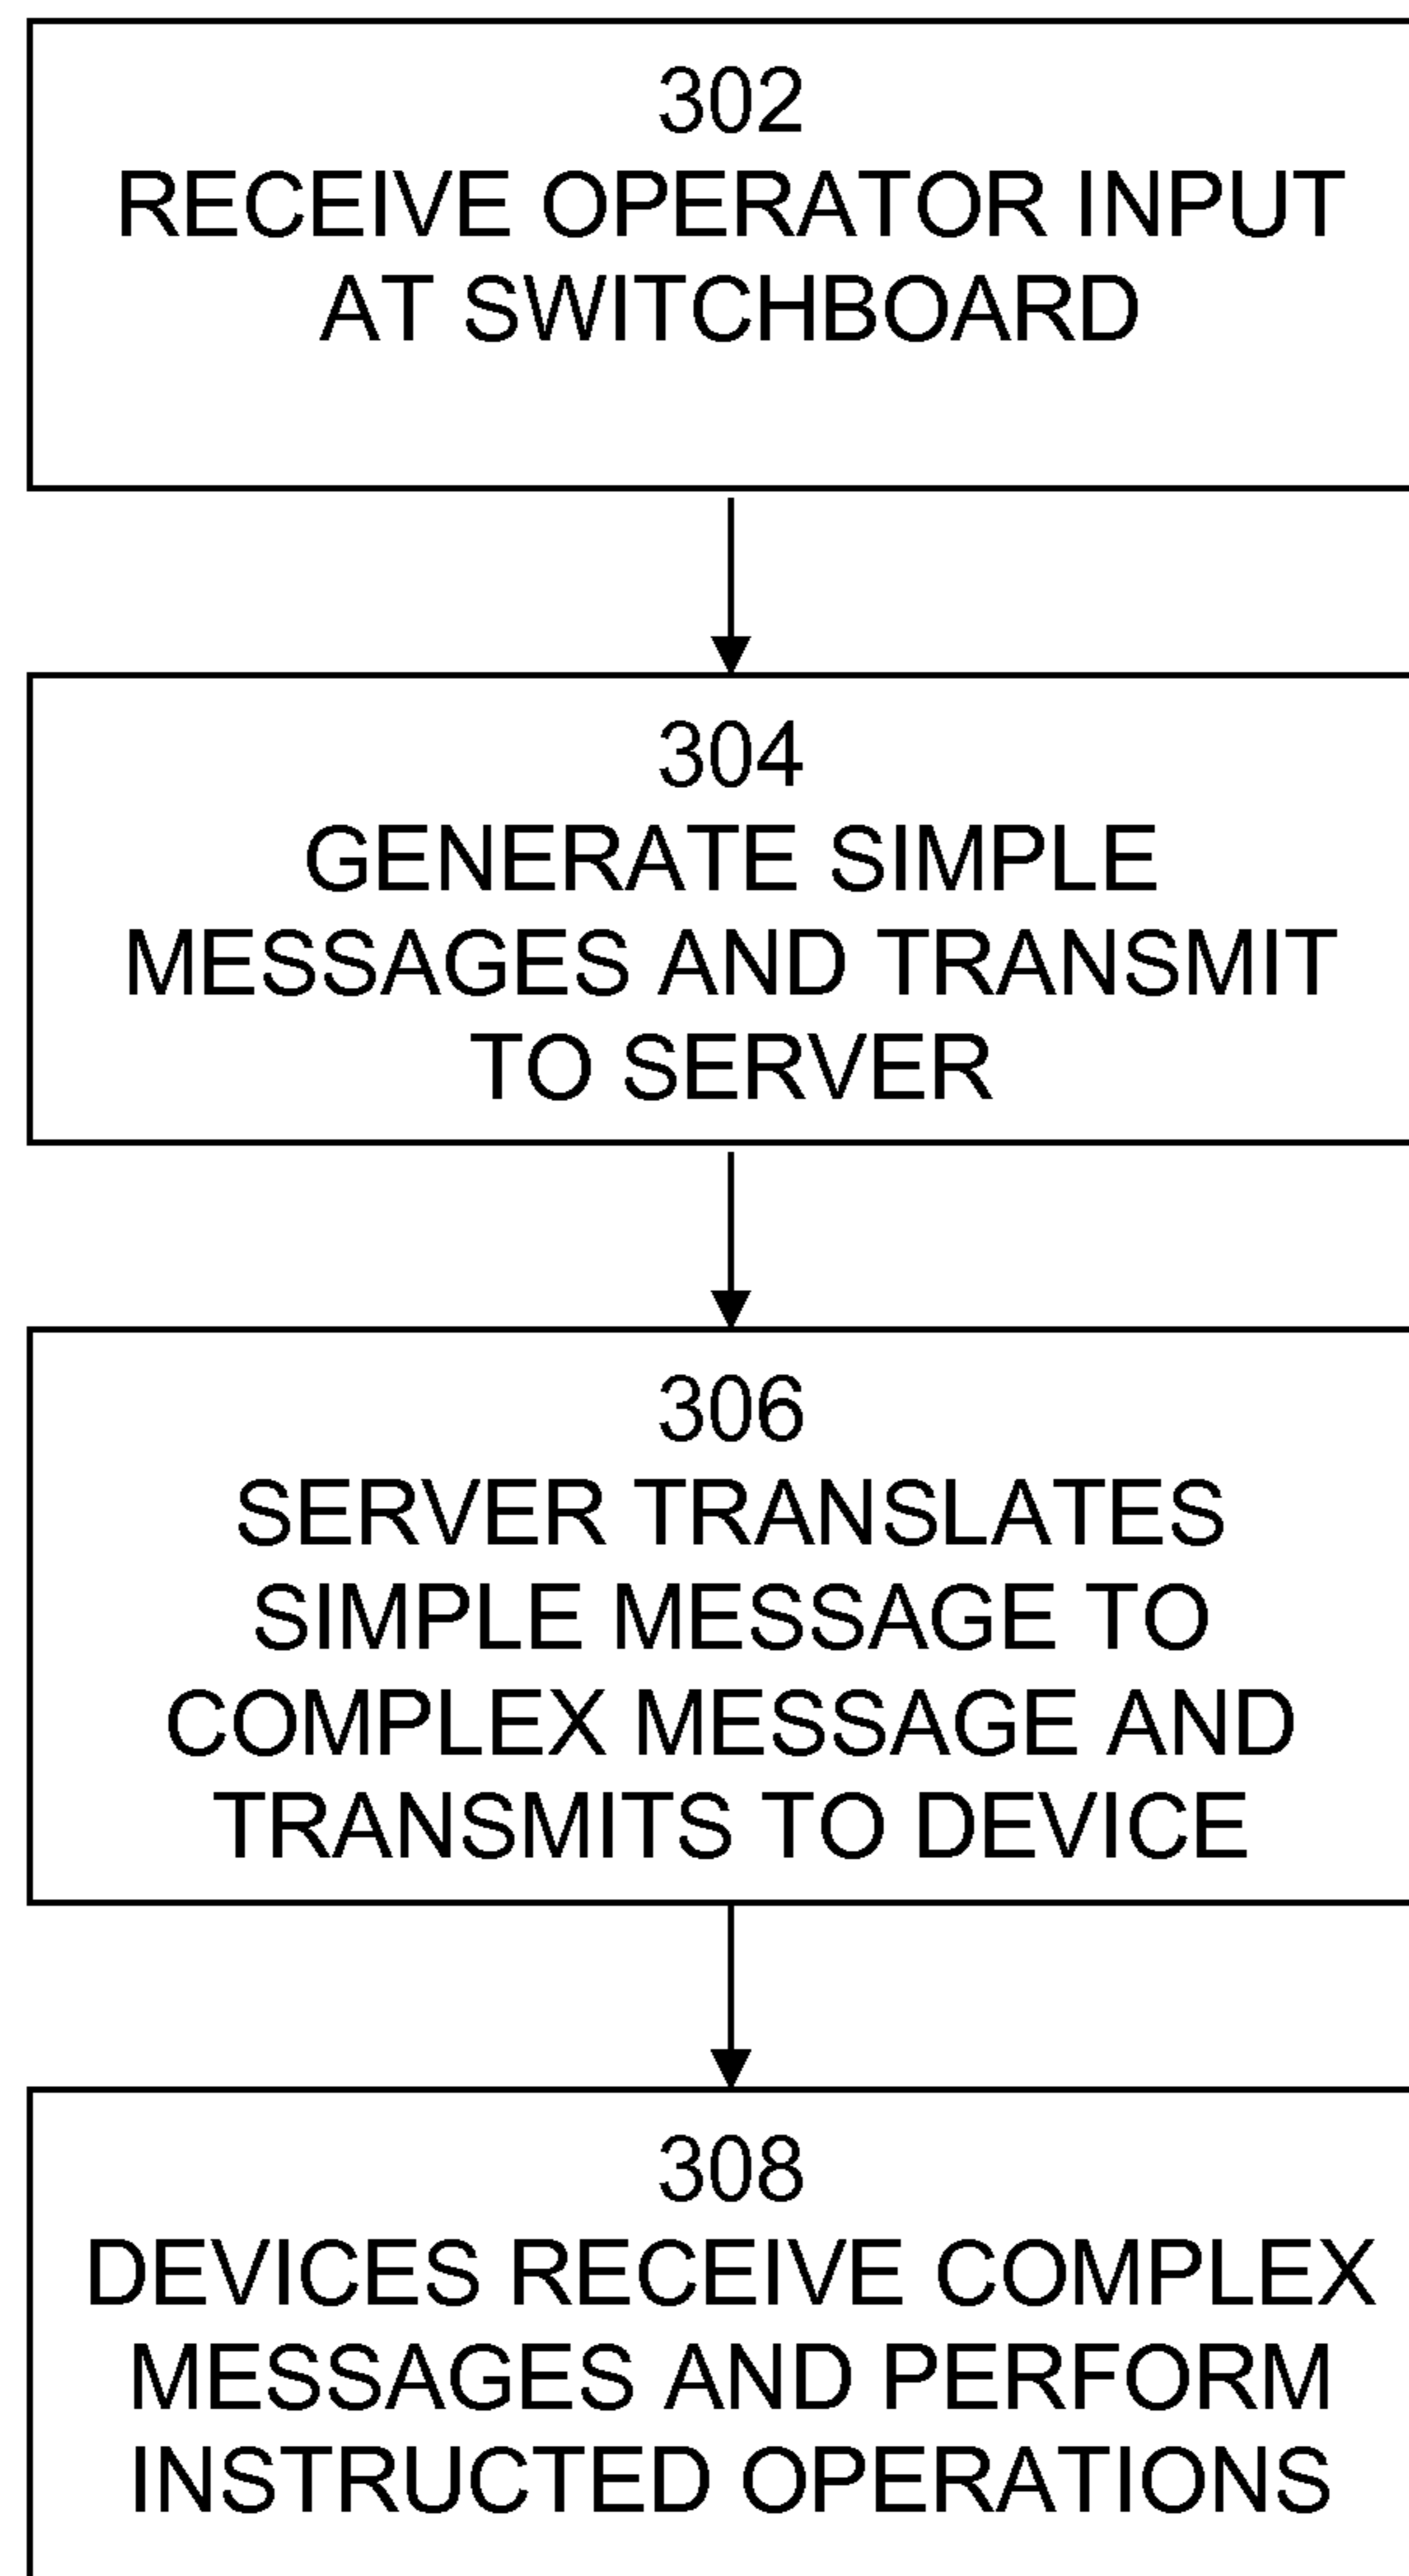 302
RECEIVE OPERATOR INPUT
AT SWITCHBOARD
304
GENERATE SIMPLE
MESSAGES AND TRANSMIT
TO SERVER
306
SERVER TRANSLATES
SIMPLE MESSAGE TO
COMPLEX MESSAGE AND
TRANSMITS TO DEVICE
308
DEVICES RECEIVE COMPLEX
MESSAGES AND PERFORM
INSTRUCTED OPERATIONS